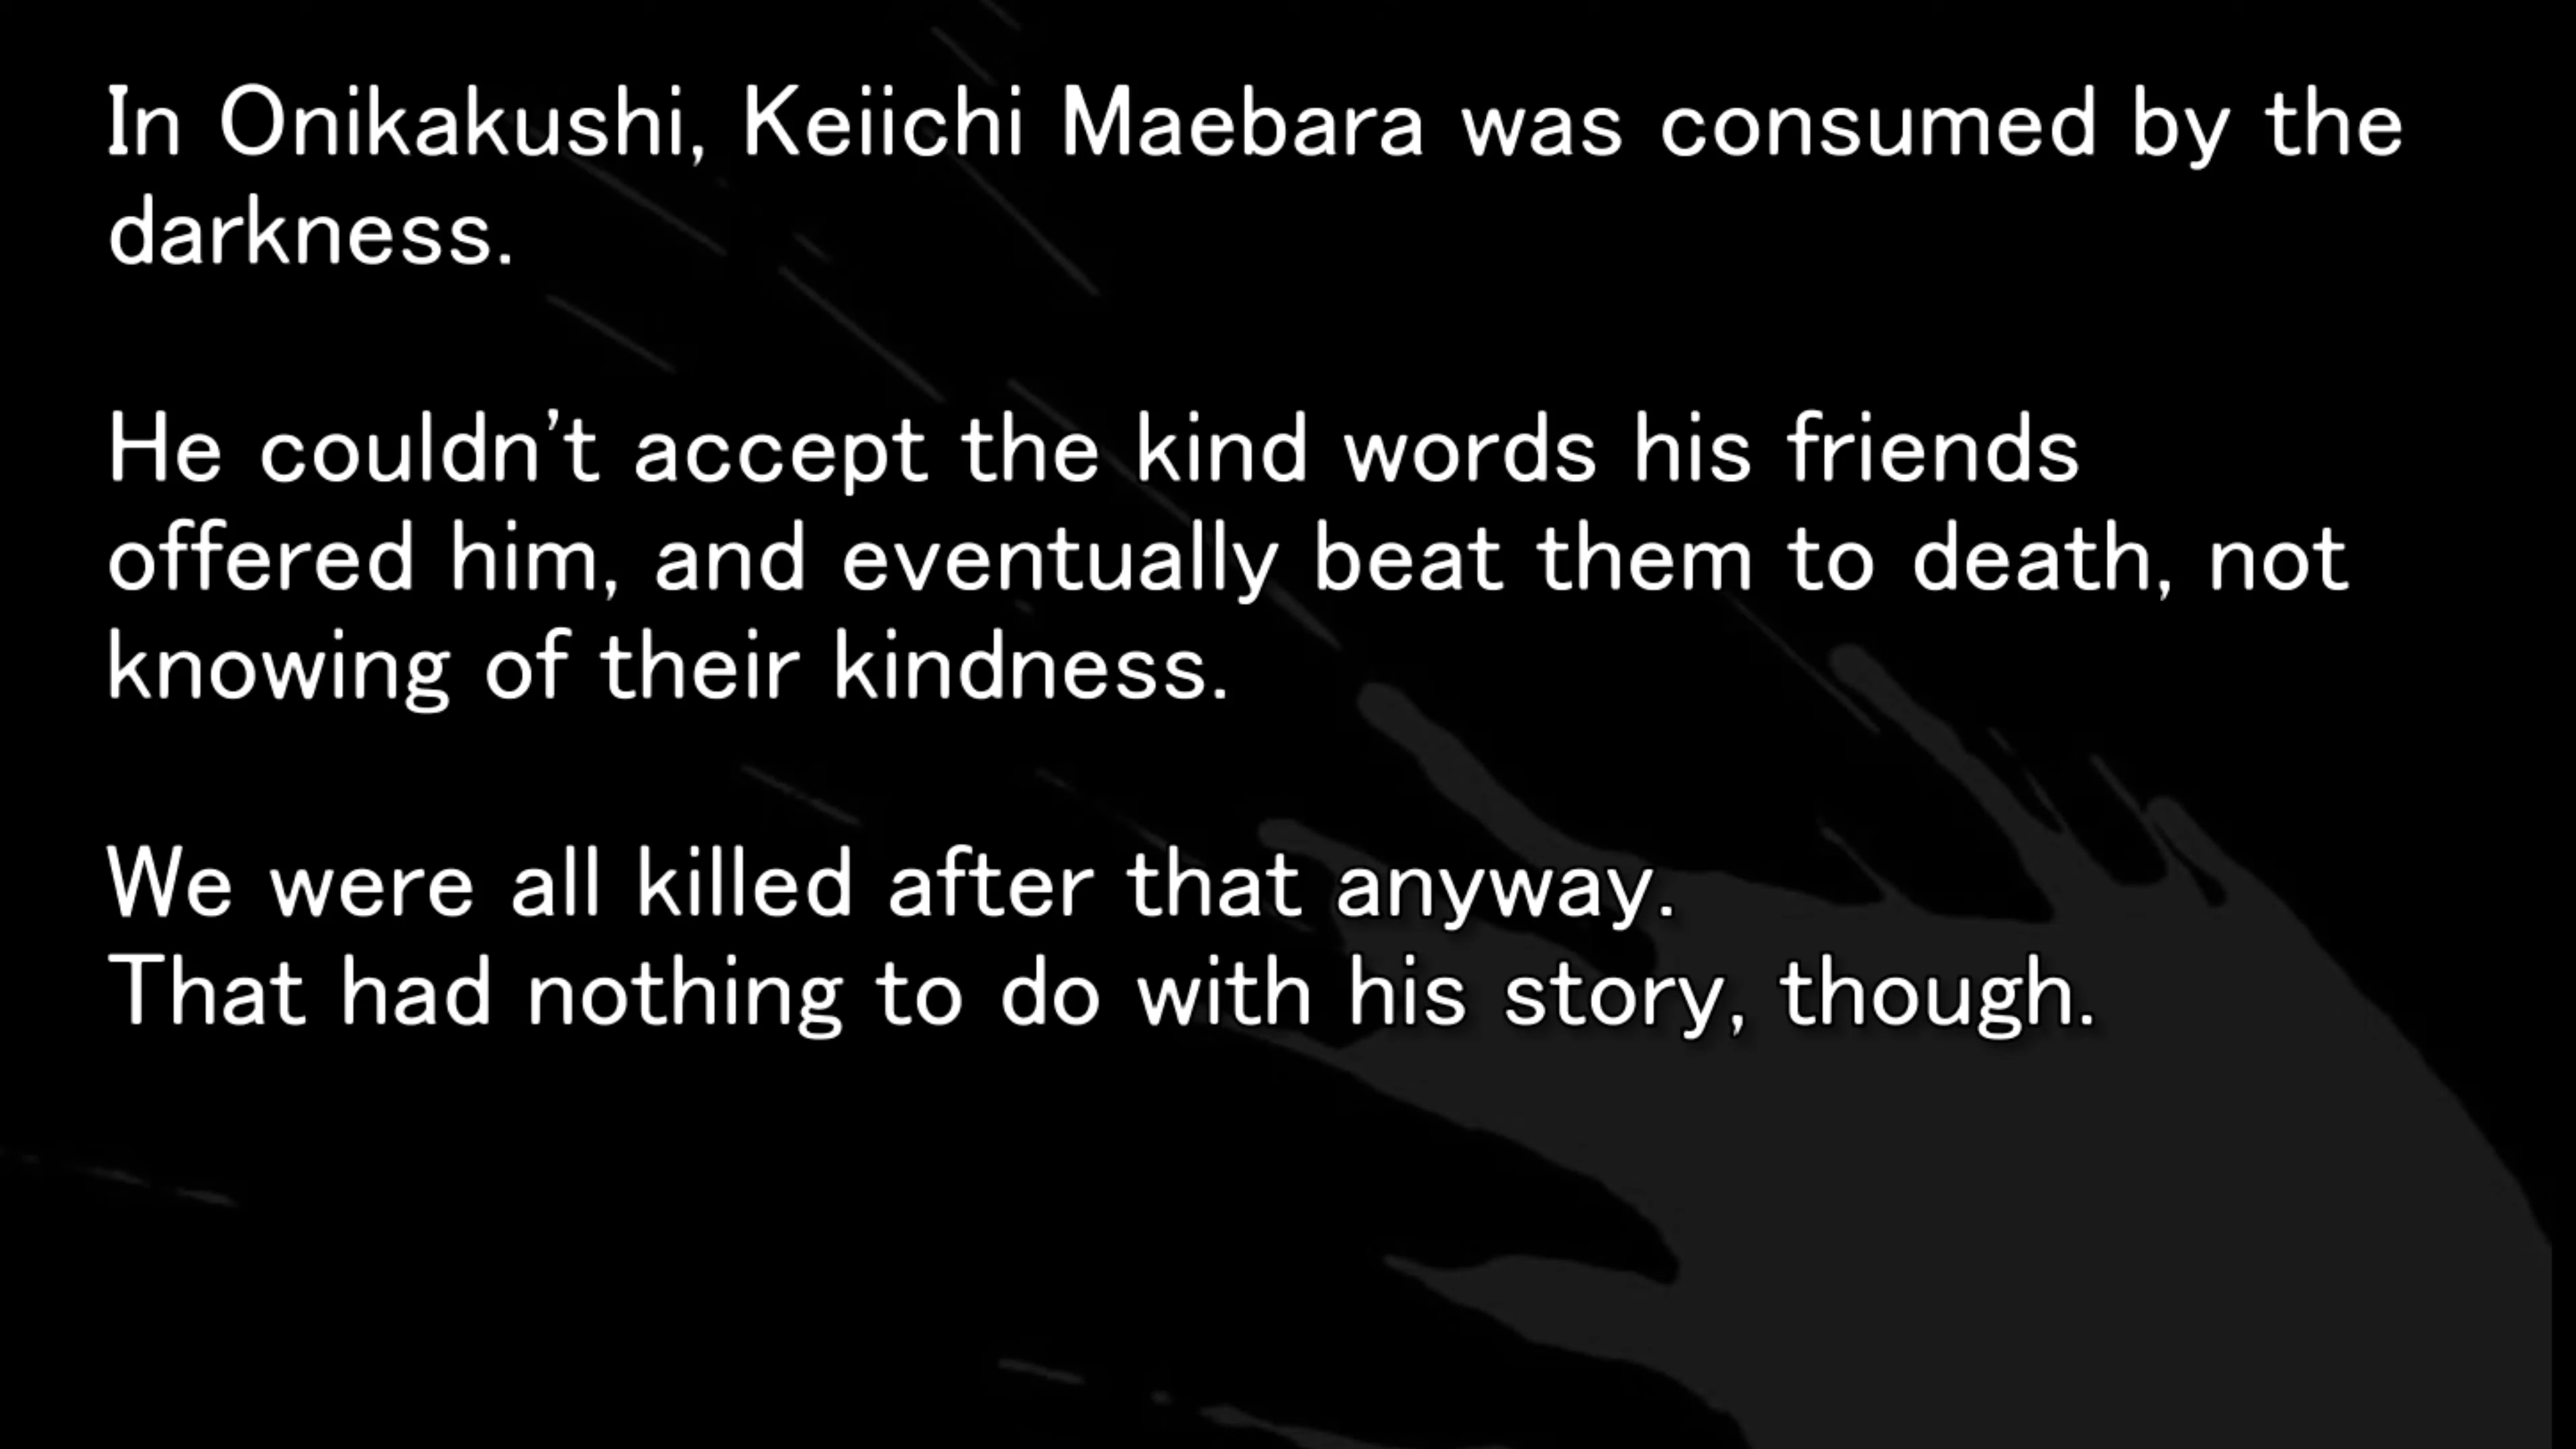 In Onikakushi, Keiichi Maebara was consumed by the
darkness.
He couldn't accept the kind words his friends
offered him, and eventually beat them to death, not
knowing of their kindness.
We were all killed after that anyway.
That had nothing to do with his story, though.